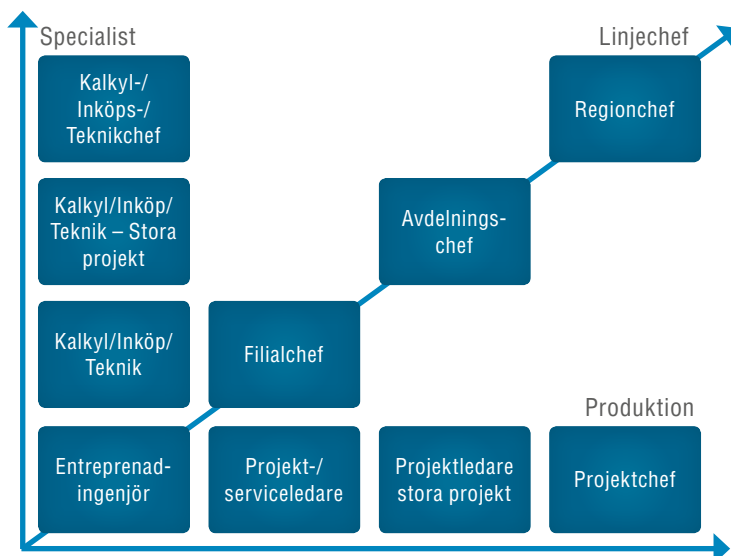 Specialist
Linjechef
Kalkyl-/
Inköps-/
Teknikchef
Regionchef
Kalkyl/Inköp/
Teknik – Stora
projekt
Avdelnings-
chef
Kalkyl/Inköp/
Teknik
Filialchef
Produktion
Entreprenad-
ingenjör
Projekt-/
serviceledare
Projektledare
stora projekt
Projektchef